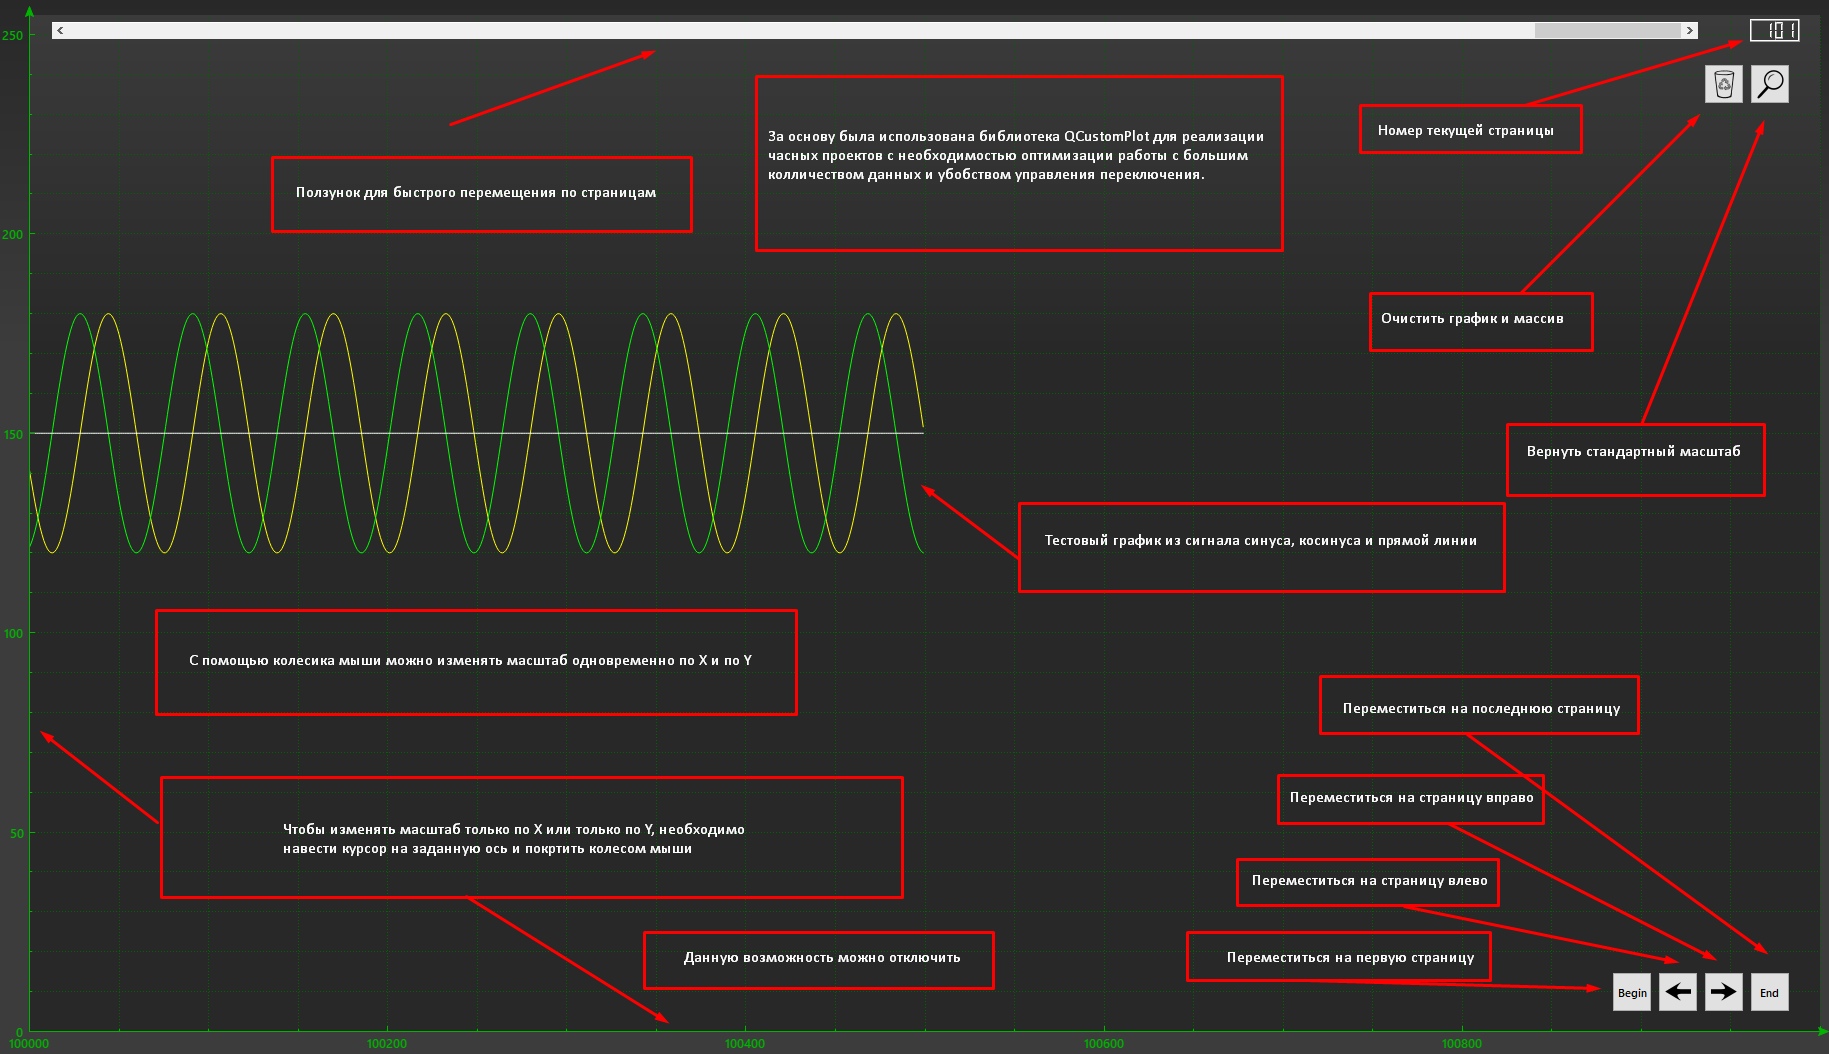 250
101
За основу была использована библиотека QCustomPlot для реализации
часных проектов с необходимостью оптимизации работы с большим
колличеством данных и убобством управления переключения.
Номер текущей страницы
Ползунок для быстрого перемещения по страницам
200
Очистить график и массив
150
Вернуть стандартный масштаб
Тестовый график из сигнала синуса, косинуса и прямой линии
100
С помощью колесика мыши можно изменять масштаб одновременно по X и по Y
Переместиться на последнюю страницу
Переместиться на страницу вправо
50
Чтобы изменять масштаб только по X или только по Y, необходимо
навести курсор на заданную ось и покртить колесом мыши
Переместиться на страницу влево
Данную возможность можно отключить
Переместиться на первую страницу
Begin
End
0
100000
100200
100400
100600
100800